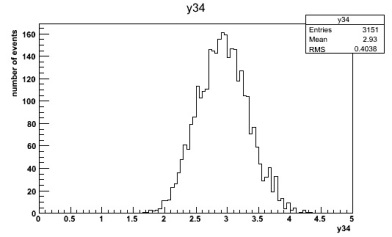 y34
y34
Entries 3151
Mean 2.93
RMS 0.4038
number of events
160
140
120
100
80
60
40
20
0
0 0.5 1 1.5 2 2.5 3 3.5 4 4.5 5
y34